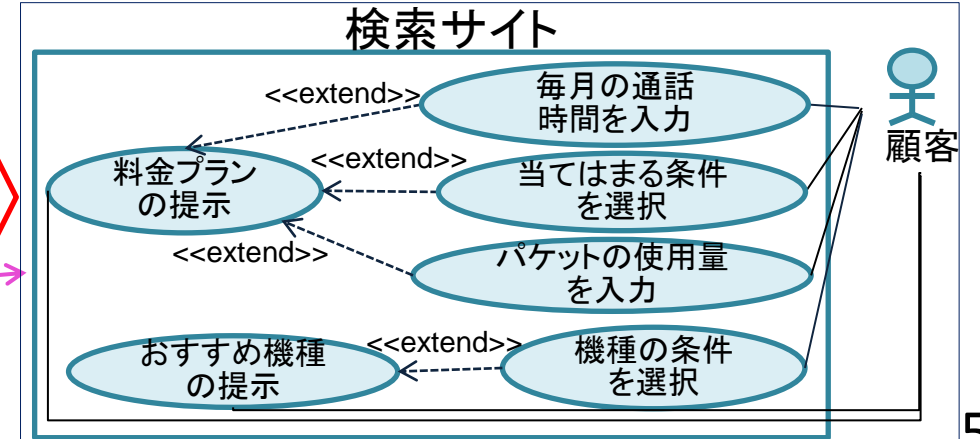 検索サイト
<<extend>>
毎月の通話
時間を入力
顧客
料金プラン
の提示
<<extend>>
当てはまる条件
を選択
<<extend>>
パケットの使用量
を入力
おすすめ機種
の提示
<<extend>>
機種の条件
を選択